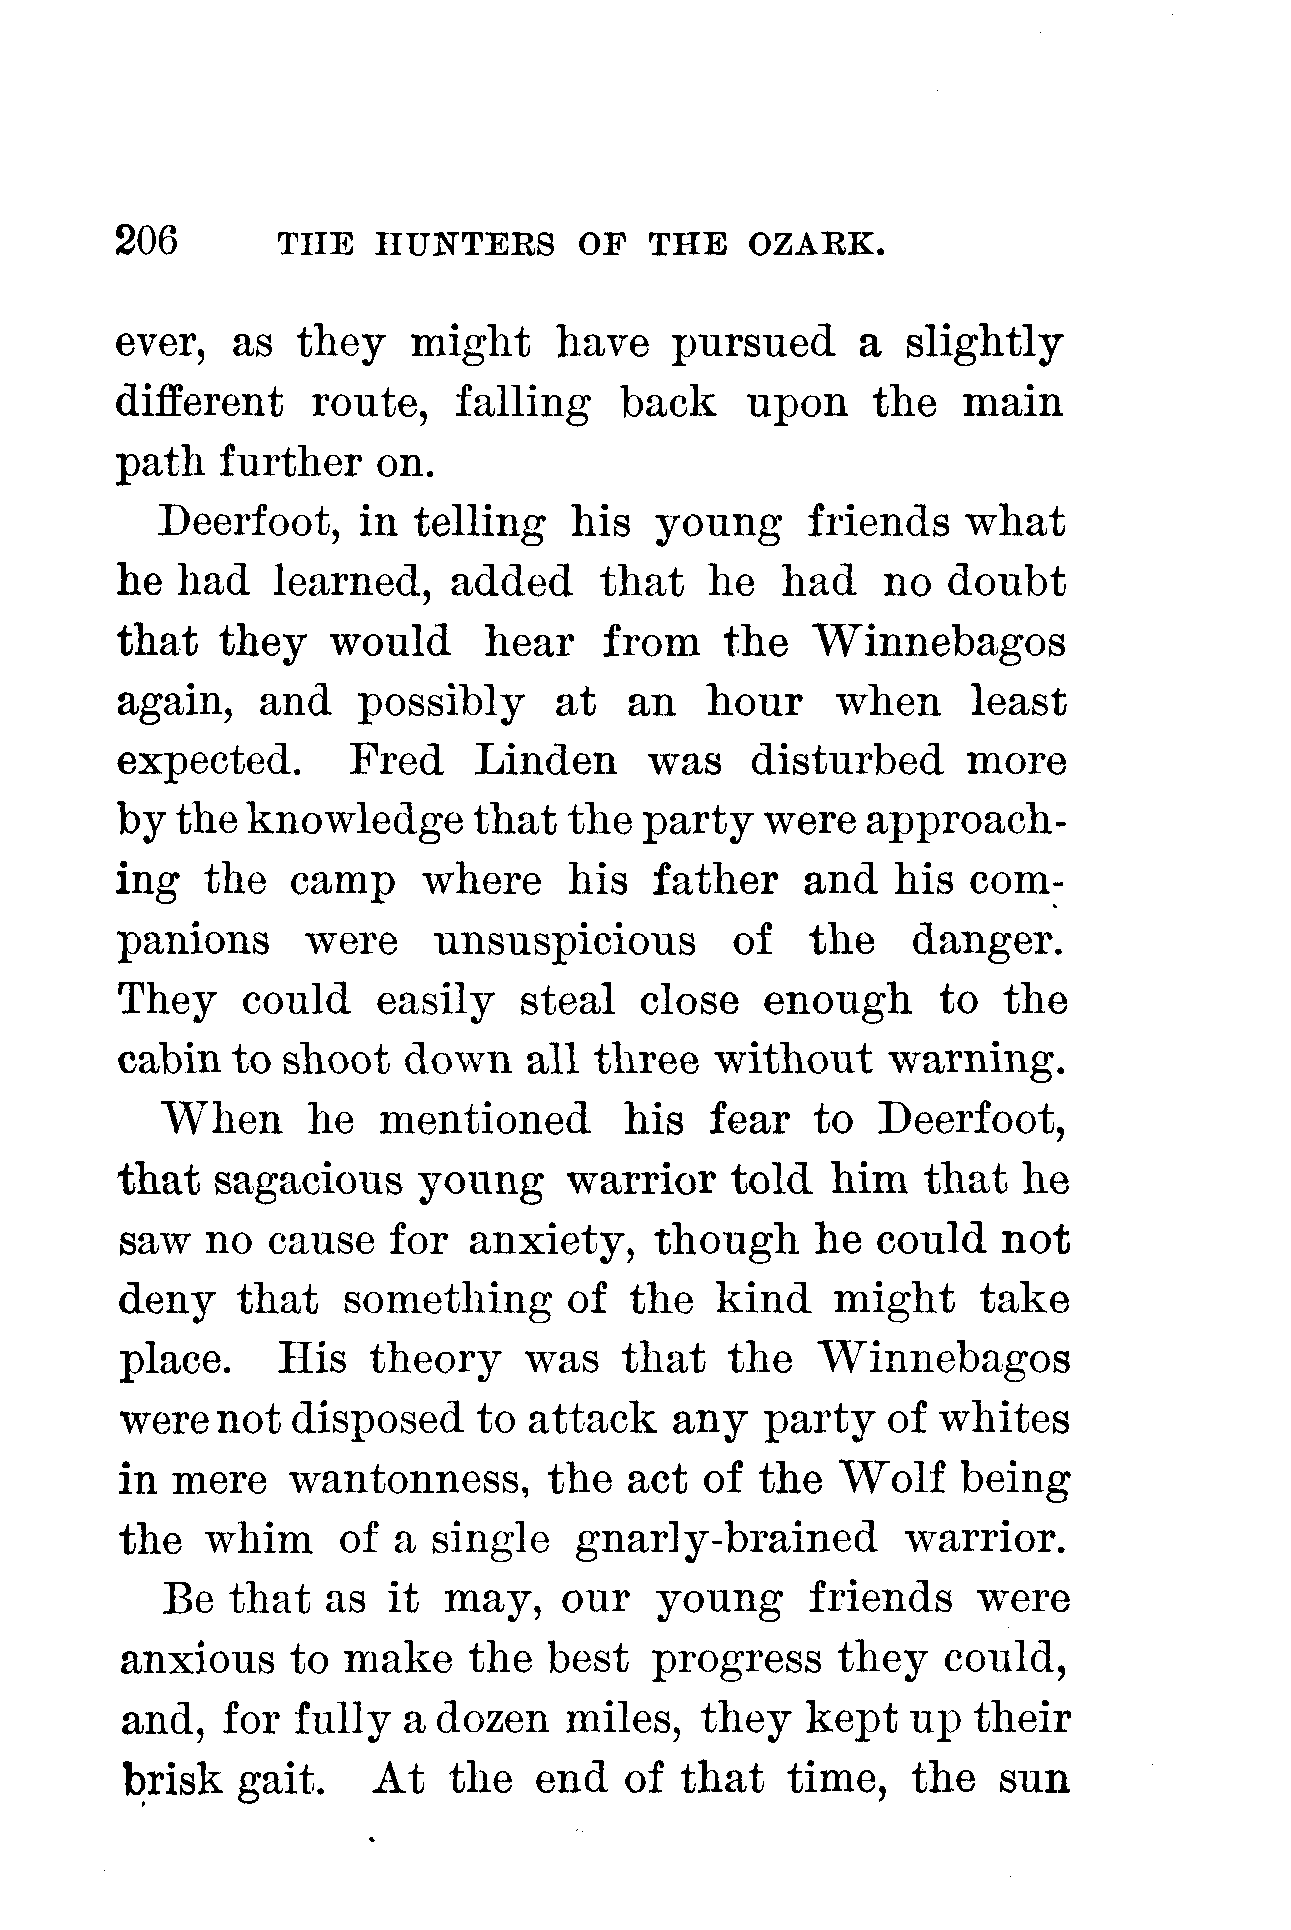 206 THE HUNTERS OF THE OZARK.
ever, as they might have pursued a slightly
different route, falling back upon the main
path further on.
Deerfoot, in telling his young friends what
he had learned, added that he had no doubt
that they would hear from the Winnebagos
again, and possibly at an hour when least
expected. Fred Linden was disturbed more
by the knowledge that the party were approach-
ing the camp where his father and his com-
panions were unsuspicious of the danger.
They could easily steal close enough to the
cabin to shoot down all three without warning.
When he mentioned his fear to Deerfoot,
that sagacious young warrior told him that he
saw no cause for anxiety, though he could not
deny that something of the kind might take
place. His theory was that the Winnebagos
were not disposed to attack any party of whites
in mere wantonness, the act of the Wolf being
the whim of a single gnarly-brained warrior.
Be that as it may, our young friends were
anxious to make the best progress they could,
and, for fully a dozen miles, they kept up their
brisk gait. At the end of that time, the sun